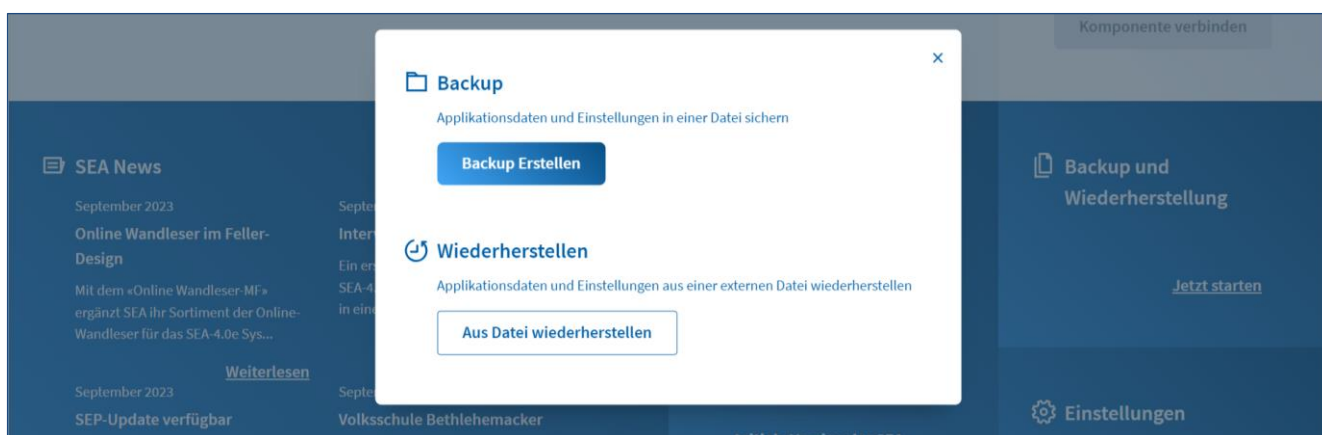 Komponente verbinden
Backup
Applikationsdaten und Einstellungen in einer Datei sichern
Backup Erstellen
Wiederherstellen
Applikationsdaten und Einstellungen aus einer externen Datei wiederherstellen
Aus Datei wiederherstellen
SEA News
September 2023
Online Wandleser im Feller-
Design
Mit dem «Online Wandleser-MF»
ergänzt SEA ihr Sortiment der Online-
Wandleser für das SEA-4.0e Sys...
Weiterlesen
September 2023
SEP-Update verfügbar
Ein
in
Volksschule Bethlehemacker
Backup und
Wiederherstellung
Jetzt starten
Einstellungen